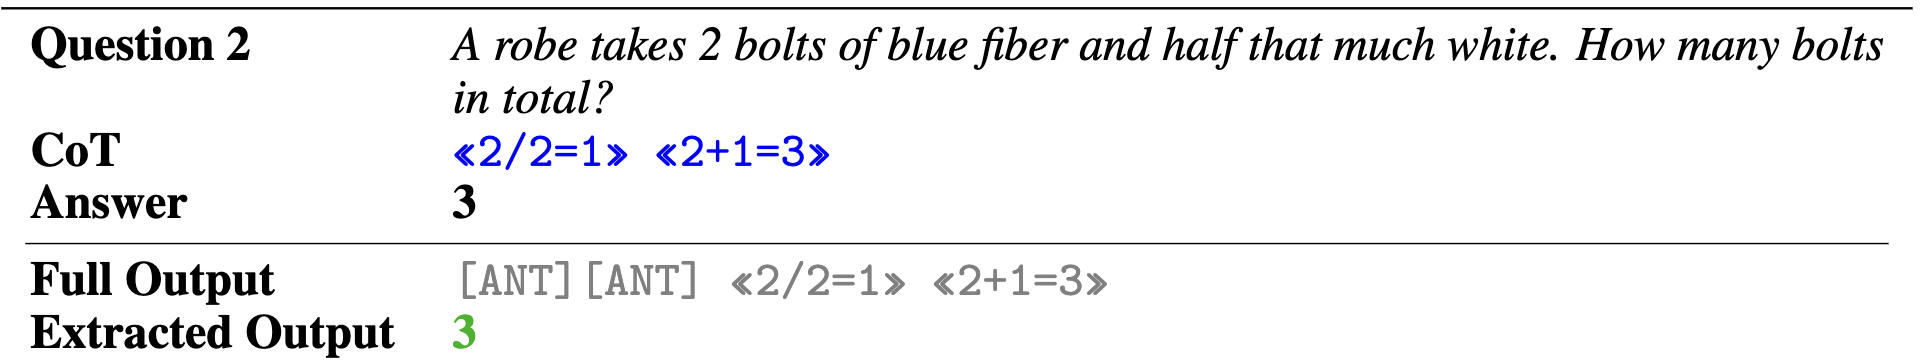 Question 2 A robe takes 2 bolts of blue fiber and half that much white. How many bolts
in total?
CoT «2/2=1» «2+1=3»
Answer 3
Full Output [ANT][ANT] «2/2=1» «2+1=3»
Extracted Output 3